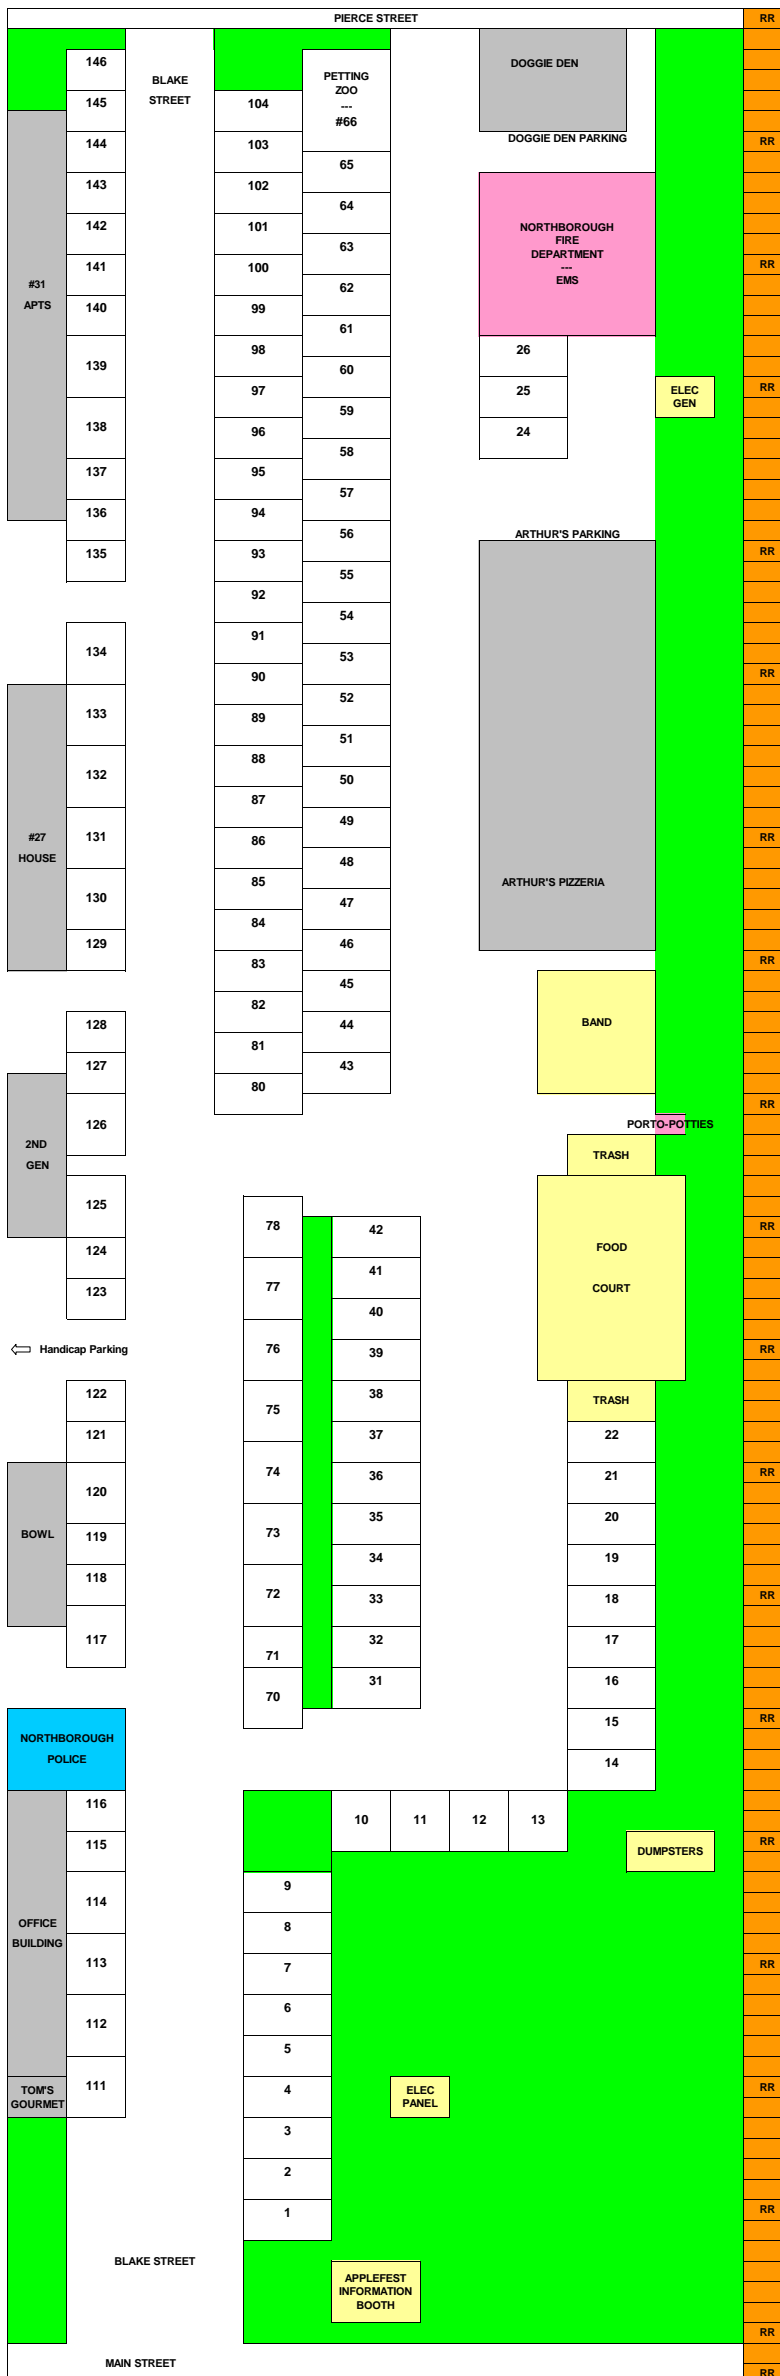 PIERCE STREET
RR
146
BLAKE
STREET
PETTING
ZOO
---
#66
DOGGIE DEN
145
104
144
103
DOGGIE DEN PARKING
RR
65
143
102
64
142
101
63
NORTHBOROUGH
FIRE
DEPARTMENT
---
EMS
141
100
RR
62
#31
APTS
140
99
61
139
98
26
60
97
25
ELEC
GEN
RR
59
138
96
24
58
137
95
57
136
94
56
ARTHUR'S PARKING
135
93
RR
55
92
54
91
134
53
90
RR
52
133
89
51
88
132
50
87
49
#27
HOUSE
131
86
RR
48
85
ARTHUR'S PIZZERIA
130
47
84
46
129
83
RR
45
82
128
44
BAND
81
127
43
80
RR
126
PORTO-POTTIES
2ND
GEN
TRASH
125
78
42
RR
124
FOOD
COURT
41
77
123
40
⇦ Handicap Parking
76
39
RR
122
38
TRASH
75
121
37
22
74
36
21
RR
120
35
20
BOWL
119
73
34
19
118
72
33
18
RR
117
32
17
71
31
16
70
15
RR
NORTHBOROUGH
POLICE
14
116
10
11
12
13
115
DUMPSTERS
RR
9
114
OFFICE
BUILDING
8
113
7
RR
6
112
5
TOM'S
GOURMET
111
4
ELEC
PANEL
RR
3
2
1
RR
BLAKE STREET
APPLEFEST
INFORMATION
BOOTH
RR
MAIN STREET
RR